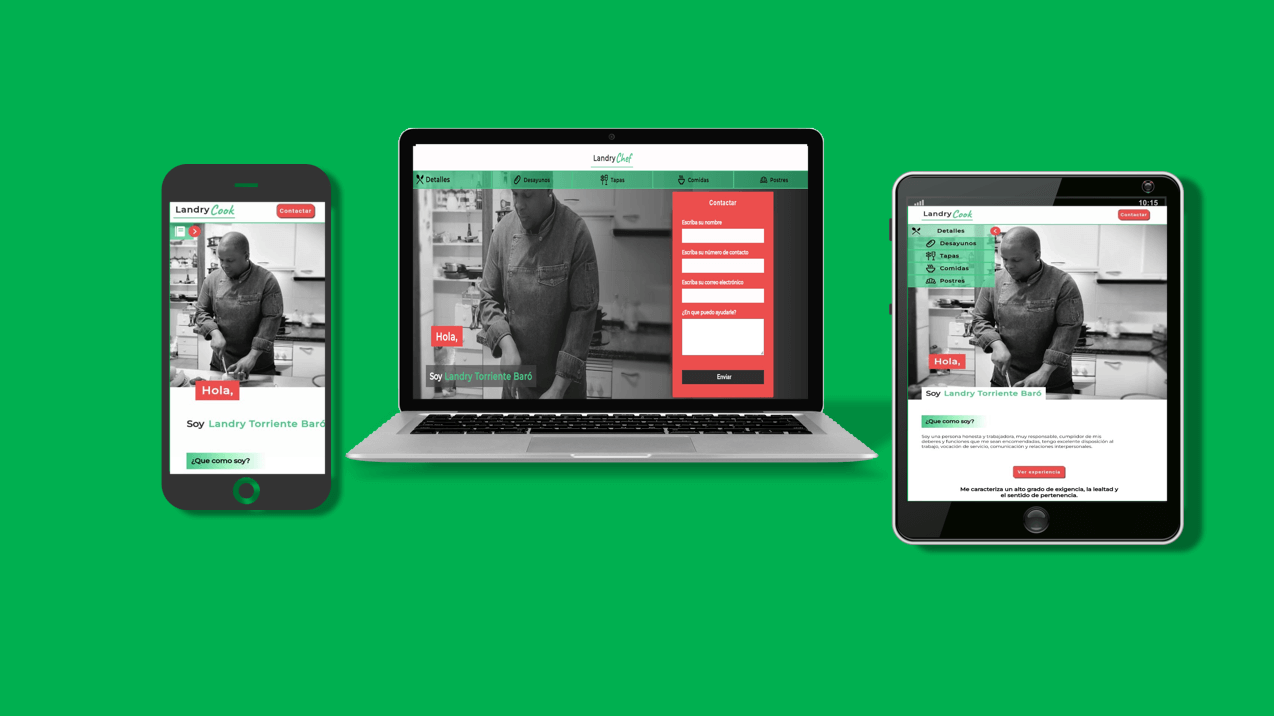 Landry Cook
Contactar
Hola,
Soy Landry Torriente Baró
¿Que como soy?
Landry Chef
Detalles
Desayunos
Tapas
Comidas
Postres
Contactar
Escriba su nombre
Escriba su número de contacto
Escriba su correo electrónico
¿En que puedo ayudarle?
Enviar
Hola,
Soy Landry Torriente Baró
10:15
Landry Cook
Contactar
Detalles
Desayunos
Tapas
Comidas
Postres
Hola,
Soy Landry Torriente Baró
¿Que como soy?
Soy una persona honesta y trabajadora, muy responsable, cumplidor de mis
deberes y funciones que me sean encomendadas, tengo excelente disposición al
trabajo, vocación de servicio, comunicación y relaciones interpersonales.
Ver experiencia
Me caracteriza un alto grado de exigencia, la lealtad y
el sentido de pertenencia.